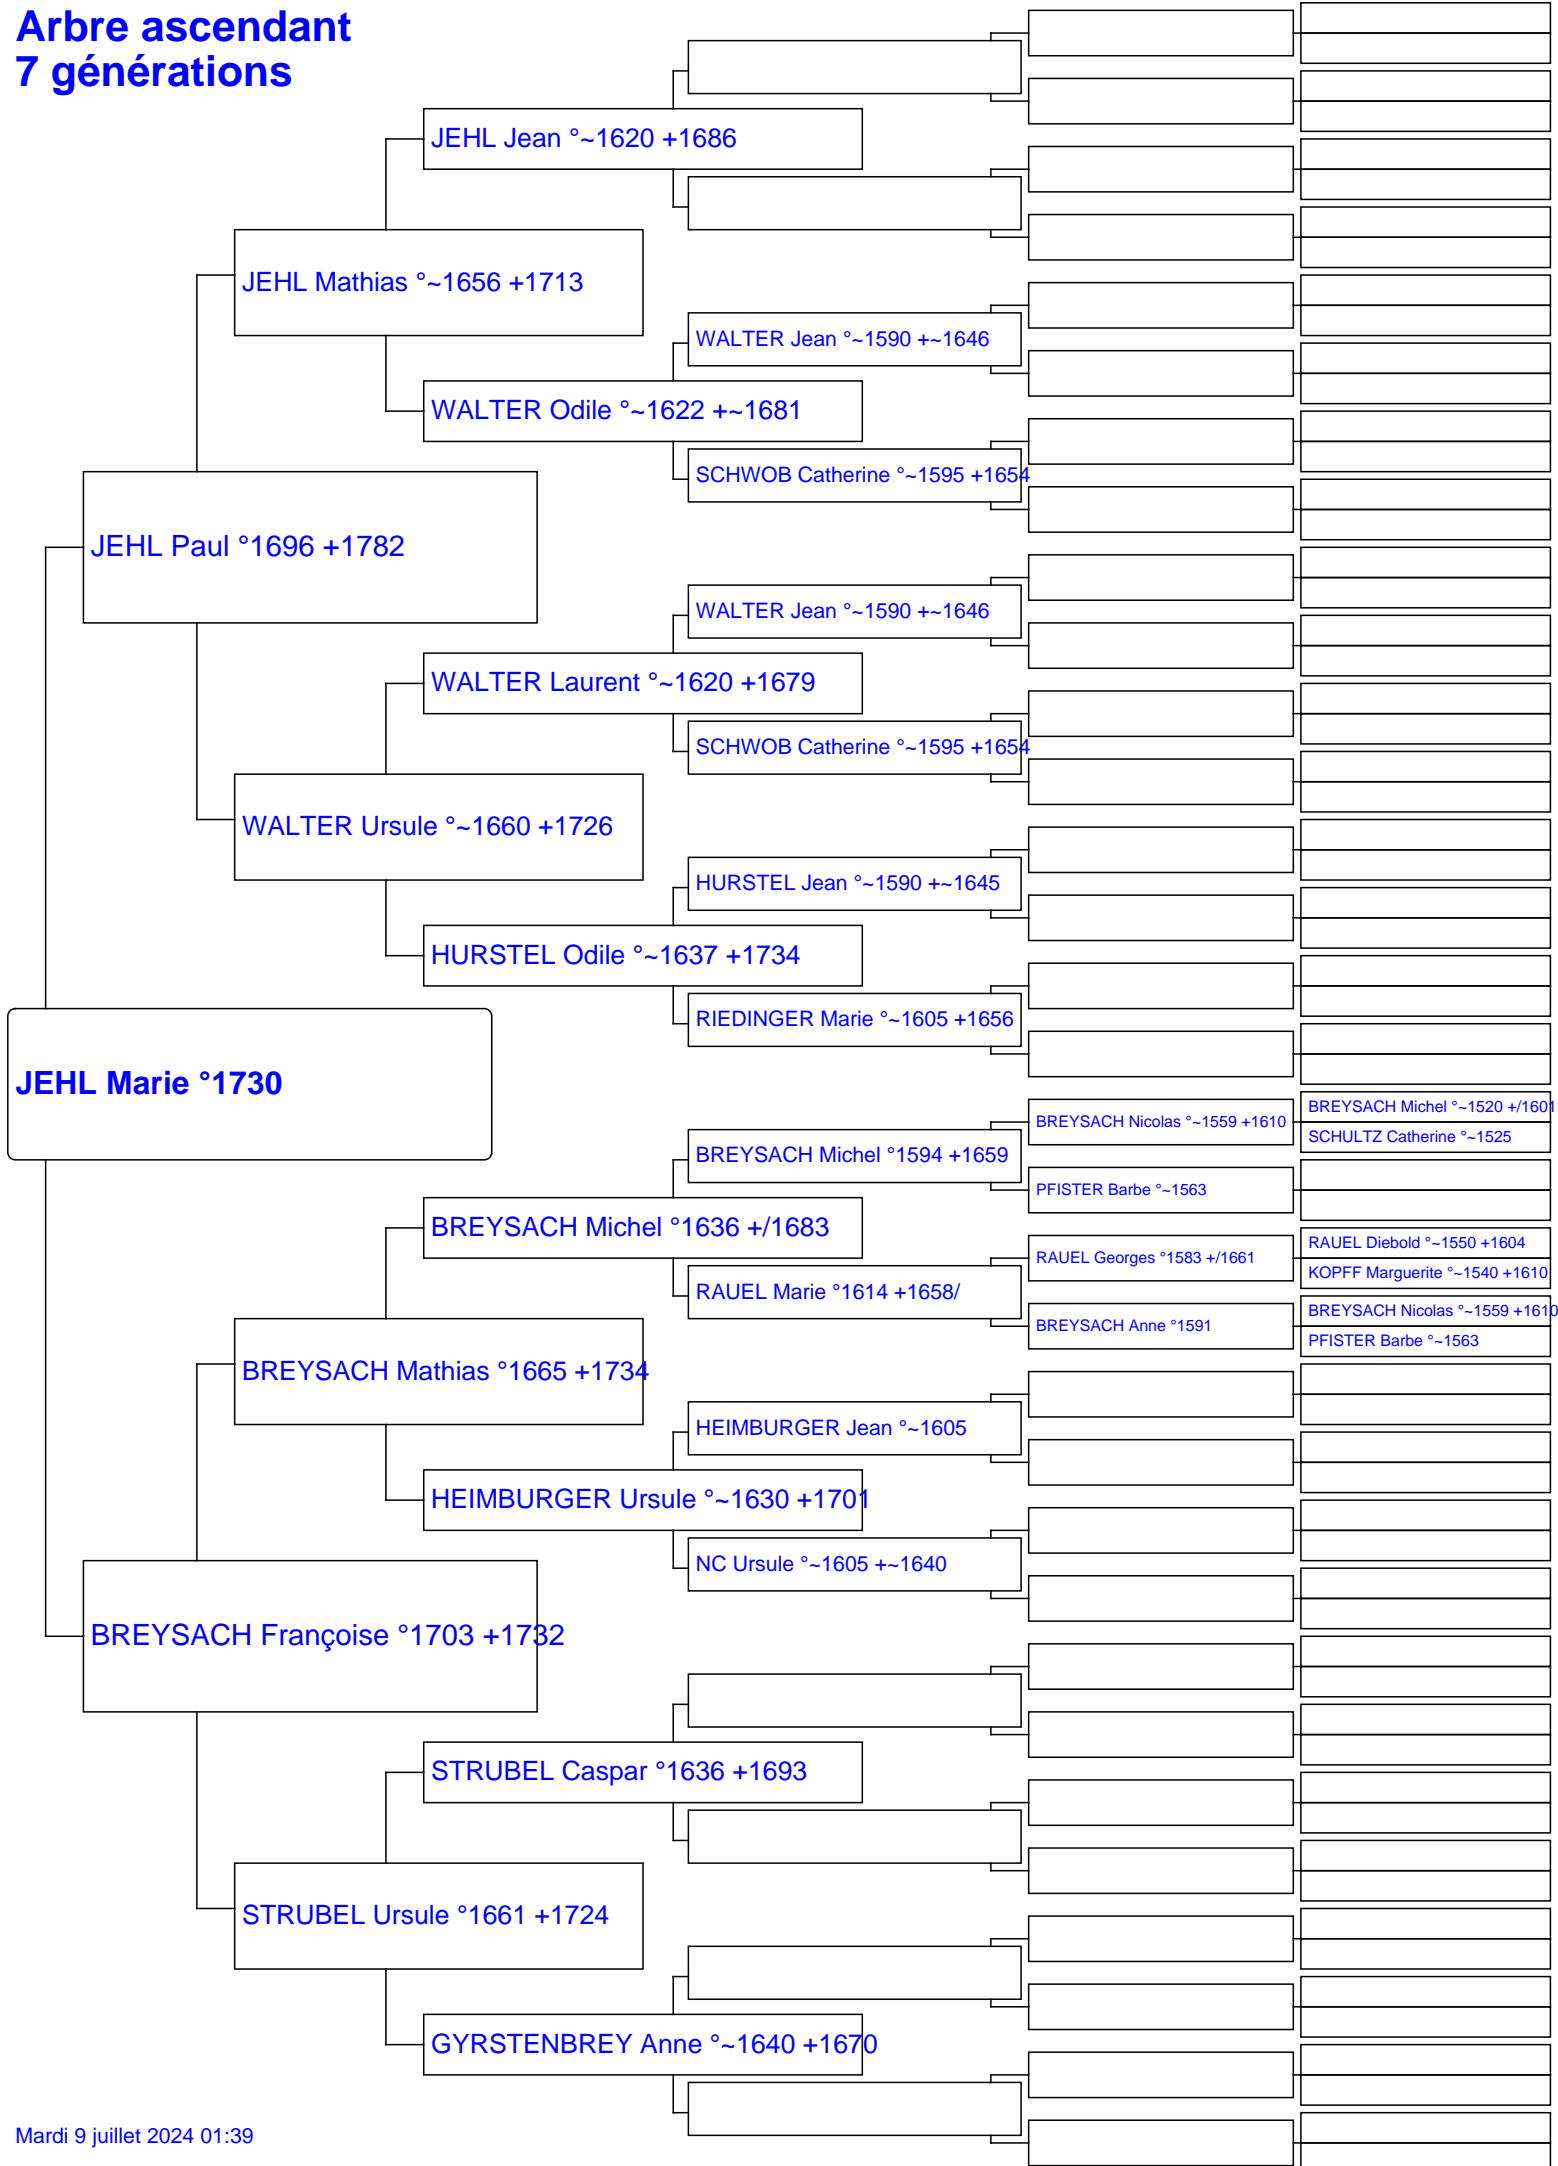 Arbre ascendant
7 générations
JEHL Jean °~1620 +1686
JEHL Mathias °~1656 +1713
WALTER Jean °~1590 +~1646
WALTER Odile °~1622 +~1681
SCHWOB Catherine °~1595 +1654
JEHL Paul °1696 +1782
WALTER Jean °~1590 +~1646
WALTER Laurent °~1620 +1679
SCHWOB Catherine °~1595 +1654
WALTER Ursule °~1660 +1726
HURSTEL Jean °~1590 +~1645
HURSTEL Odile °~1637 +1734
RIEDINGER Marie °~1605 +1656
JEHL Marie °1730
BREYSACH Michel °~1520 +/1601
BREYSACH Nicolas °~1559 +1610
SCHULTZ Catherine °~1525
BREYSACH Michel °1594 +1659
PFISTER Barbe °~1563
BREYSACH Michel °1636 +/1683
RAUEL Diebold °~1550 +1604
RAUEL Georges °1583 +/1661
KOPFF Marguerite °~1540 +1610
RAUEL Marie °1614 +1658/
BREYSACH Nicolas °~1559 +1610
BREYSACH Anne °1591
PFISTER Barbe °~1563
BREYSACH Mathias °1665 +1734
HEIMBURGER Jean °~1605
HEIMBURGER Ursule °~1630 +1701
NC Ursule °~1605 +~1640
BREYSACH Françoise °1703 +1732
STRUBEL Caspar °1636 +1693
STRUBEL Ursule °1661 +1724
GYRSTENBREY Anne °~1640 +1670
Mardi 9 juillet 2024 01:39